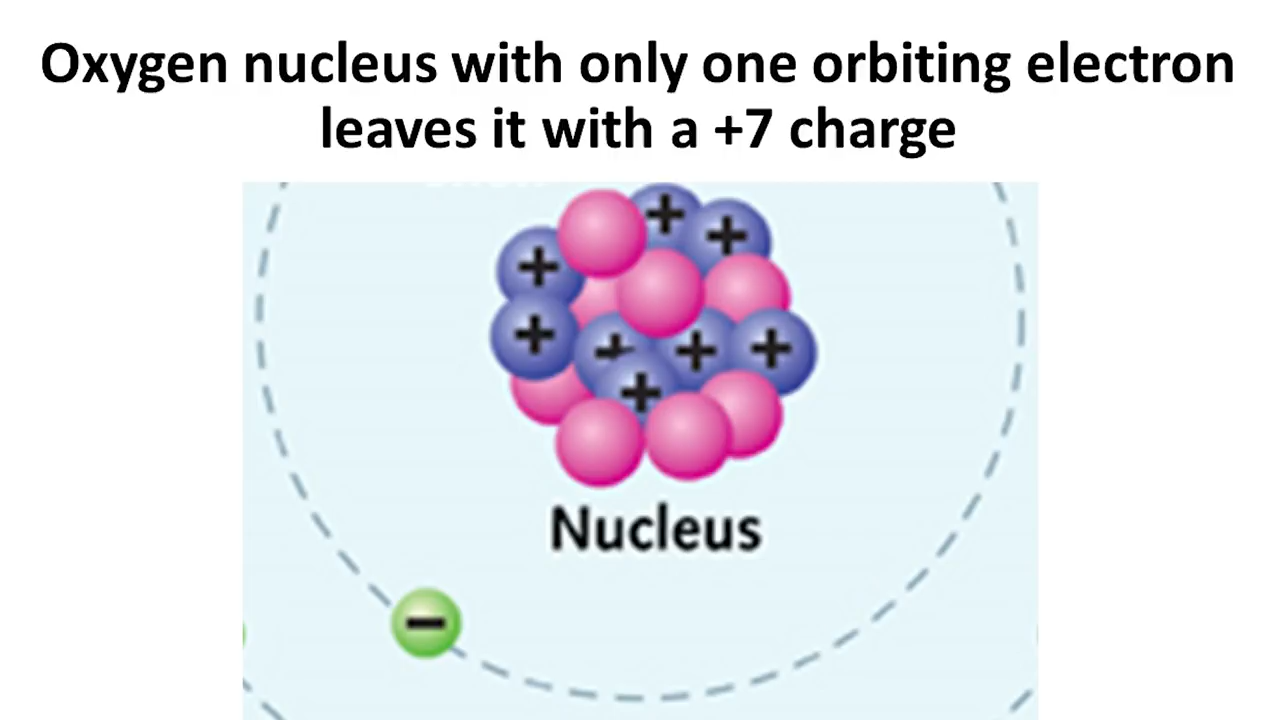 Oxygen nucleus with only one orbiting electron
leaves it with a +7 charge
+ +
+
+
+ + +
+
Nucleus
−